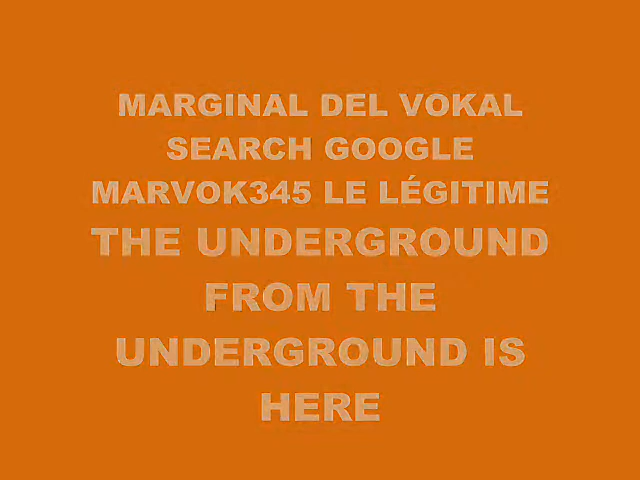 MARGINAL DEL VOKAL
SEARCH GOOGLE
MARVOK345 LE LÉGITIME
THE UNDERGROUND
FROM THE
UNDERGROUND IS
HERE